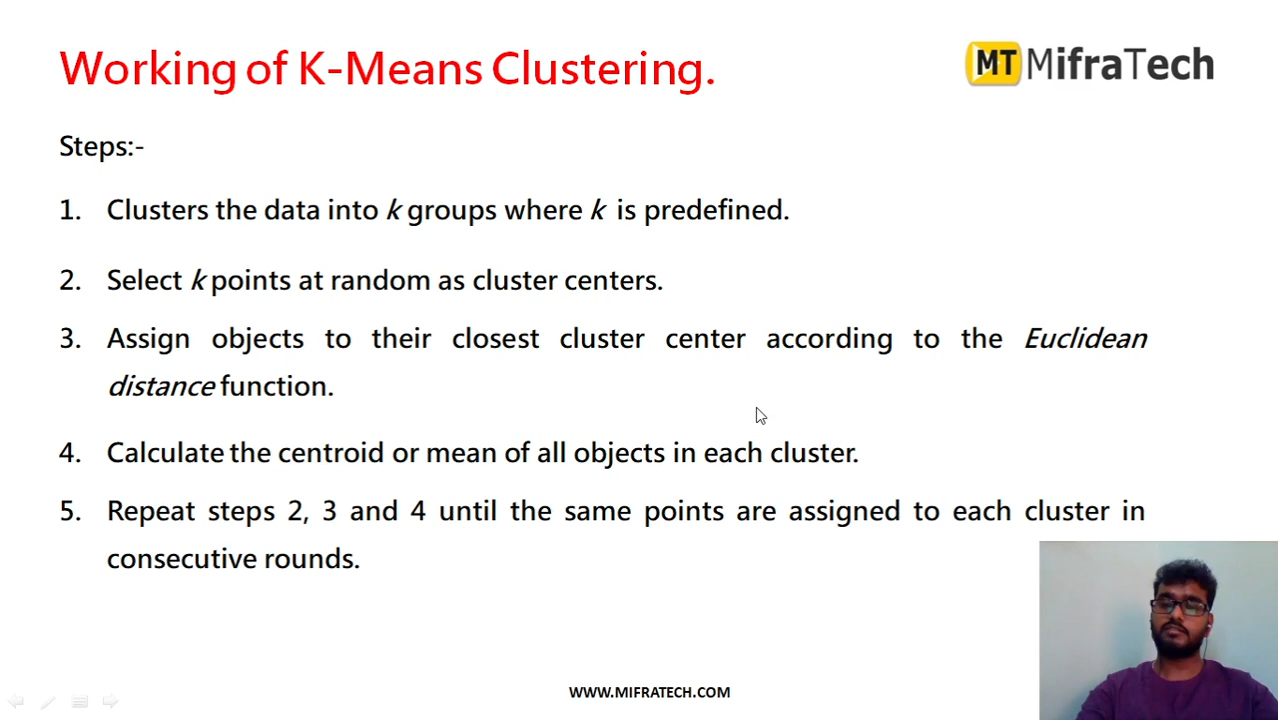 Working of K-Means Clustering.
MT MifraTech
Steps:-
1. Clusters the data into k groups where k is predefined.
2. Select k points at random as cluster centers.
3. Assign objects to their closest cluster center according to the Euclidean
distance function.
4. Calculate the centroid or mean of all objects in each cluster.
5. Repeat steps 2, 3 and 4 until the same points are assigned to each cluster in
consecutive rounds.
WWW.MIFRATECH.COM